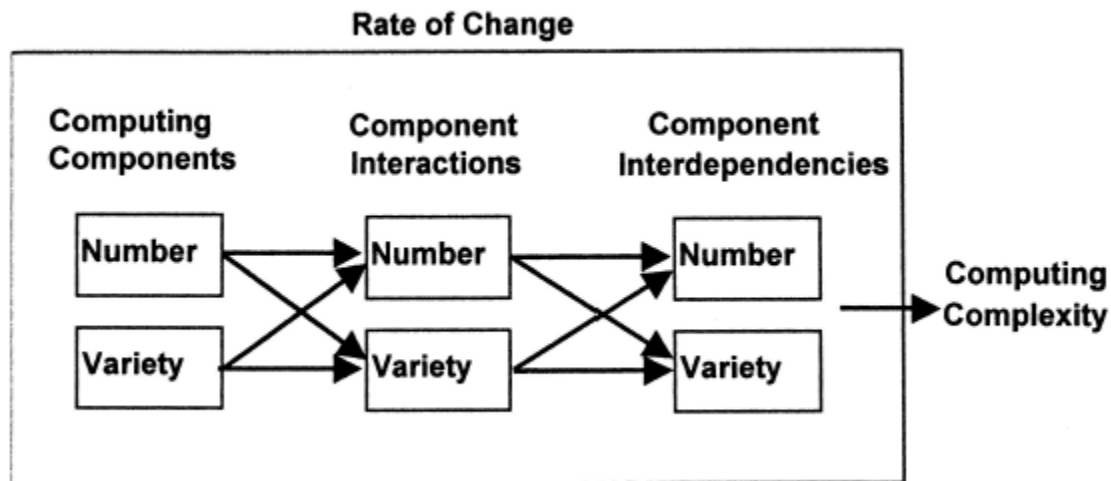 Rate of Change
Computing
Components
Component
Interactions
Component
Interdependencies
Number
Number
Number
Variety
Variety
Variety
Computing
Complexity